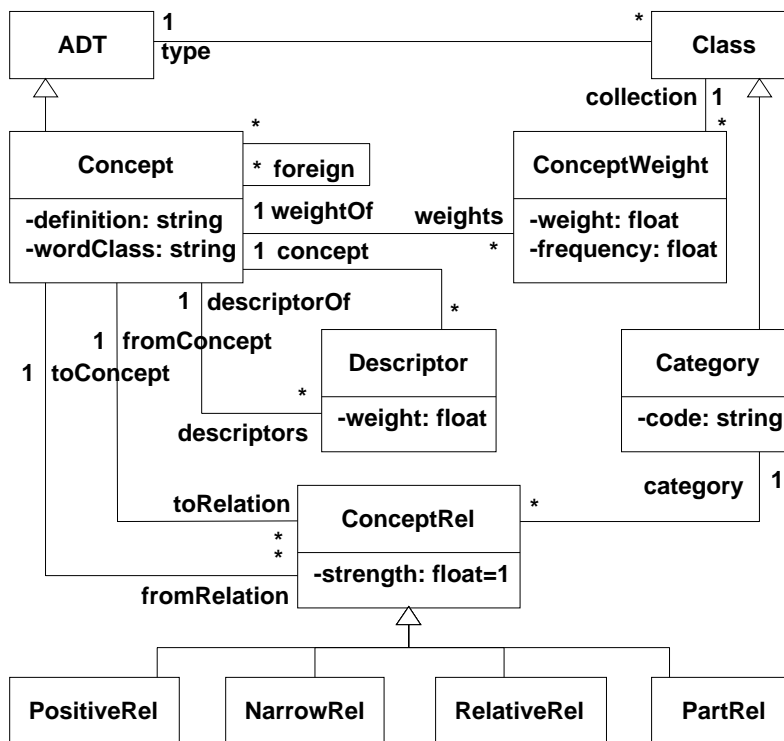 1
*
ADT
type
Class
collection 1
*
*
Concept
* foreign
ConceptWeight
-definition: string
-wordClass: string
1 weightOf
weights
-weight: float
-frequency: float
1 concept
*
1 descriptorOf
*
1 fromConcept
1 toConcept
Descriptor
Category
*
-weight: float
-code: string
descriptors
category 1
toRelation
ConceptRel
*
*
*
-strength: float=1
fromRelation
PositiveRel
NarrowRel
RelativeRel
PartRel